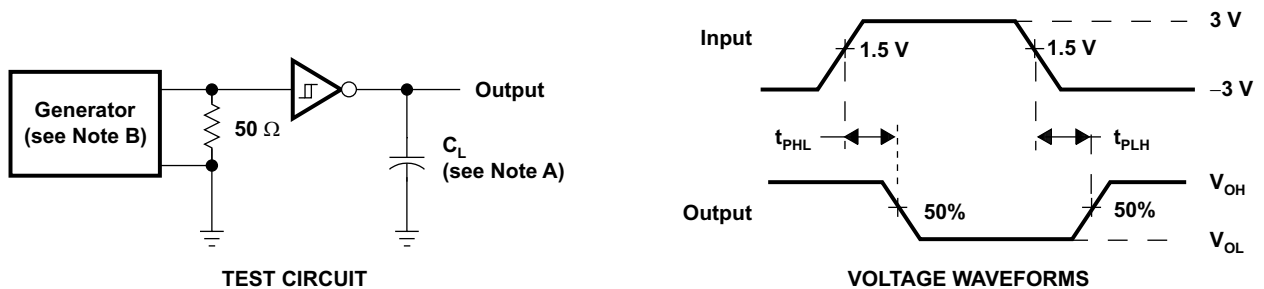 Generator
(see Note B)
50 Ω
Output
C_L
(see Note A)
TEST CIRCUIT
Input
1.5 V
1.5 V
3 V
–3 V
t_PHL
t_PLH
Output
50%
50%
V_OH
V_OL
VOLTAGE WAVEFORMS